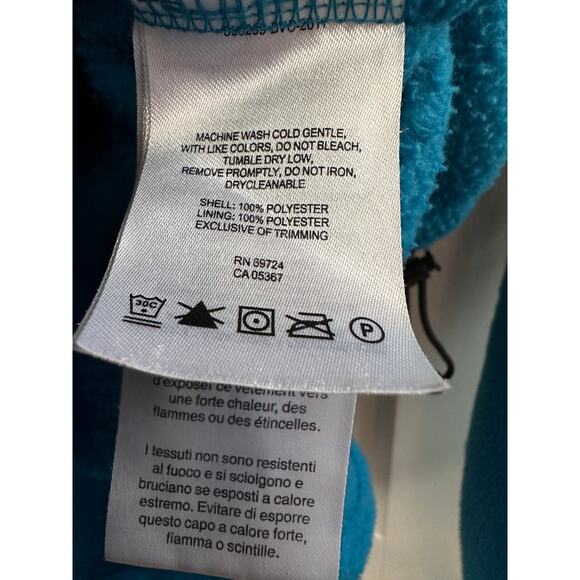 MACHINE WASH COLD GENTLE,
WITH LIKE COLORS, DO NOT BLEACH,
TUMBLE DRY LOW,
REMOVE PROMPTLY, DO NOT IRON,
DRYCLEANABLE
SHELL: 100% POLYESTER
LINING: 100% POLYESTER
EXCLUSIVE OF TRIMMING
RN 69724
CA 05367
30C
P
d'exposer ce vêtement vers
une forte chaleur, des
flammes ou des étincelles.
I tessuti non sono resistenti
al fuoco e si sciolgono e
bruciano se esposti a calore
estremo. Evitare di esporre
questo capo a calore forte,
fiamma o scintille.